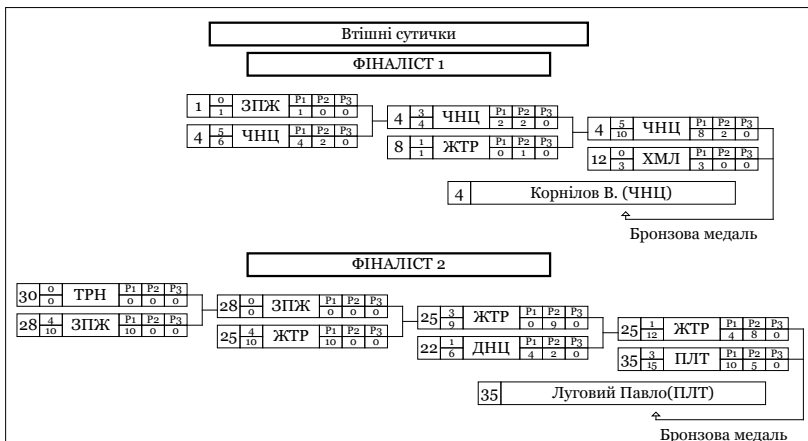 Втішні сутички
ФІНАЛІСТ 1
1 0 1 ЗПЖ P1 P2 P3 1 0 0
4 5 6 ЧНЦ P1 P2 P3 4 2 0
4 3 4 ЧНЦ P1 P2 P3 2 2 0
8 1 1 ЖТР P1 P2 P3 0 1 0
4 5 10 ЧНЦ P1 P2 P3 8 2 0
12 0 3 ХМЛ P1 P2 P3 3 0 0
4 Корнілов В. (ЧНЦ)
Бронзова медаль
ФІНАЛІСТ 2
30 0 0 ТРН P1 P2 P3 0 0 0
28 4 10 ЗПЖ P1 P2 P3 10 0 0
28 0 0 ЗПЖ P1 P2 P3 0 0 0
25 4 10 ЖТР P1 P2 P3 10 0 0
25 3 9 ЖТР P1 P2 P3 0 9 0
22 1 6 ДНЦ P1 P2 P3 4 2 0
25 1 12 ЖТР P1 P2 P3 4 8 0
35 3 15 ПЛТ P1 P2 P3 10 5 0
35 Луговий Павло(ПЛТ)
Бронзова медаль